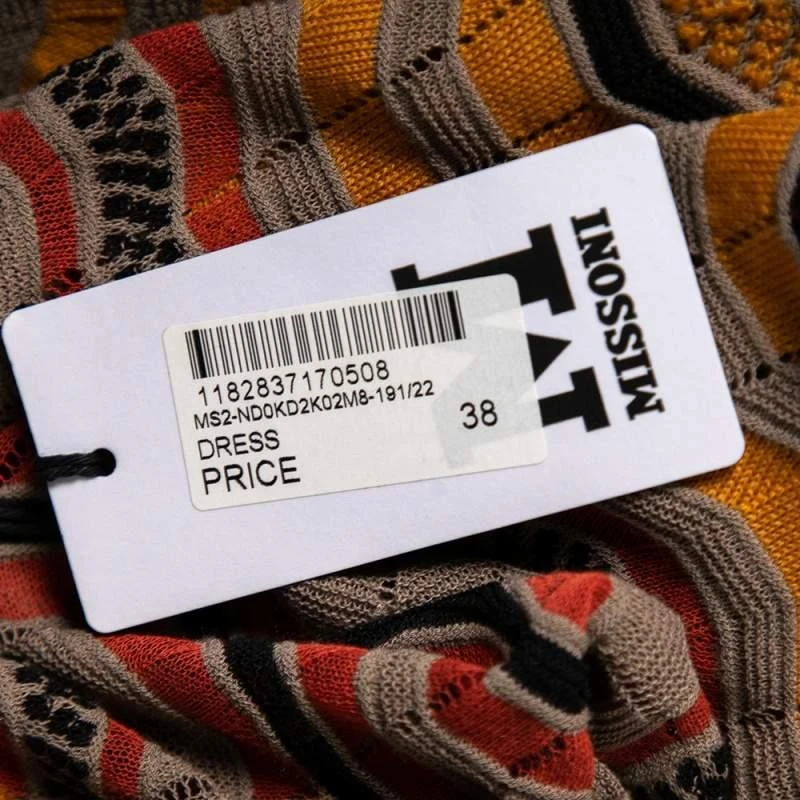 MISSONI
M
1182837170508
MS2-ND0KD2K02M8-191/22
DRESS
38
PRICE